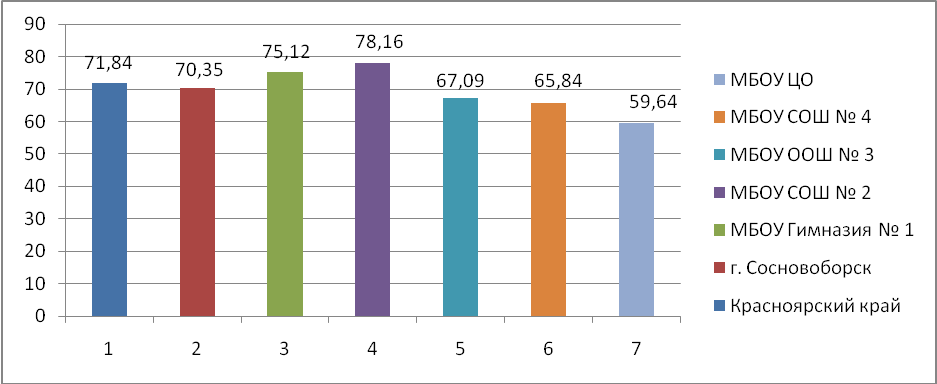 90
80
70
60
50
40
30
20
10
0
71,84
70,35
75,12
78,16
67,09
65,84
59,64
1 2 3 4 5 6 7
МБОУ ЦО
МБОУ СОШ № 4
МБОУ ООШ № 3
МБОУ СОШ № 2
МБОУ Гимназия № 1
г. Сосновоборск
Красноярский край